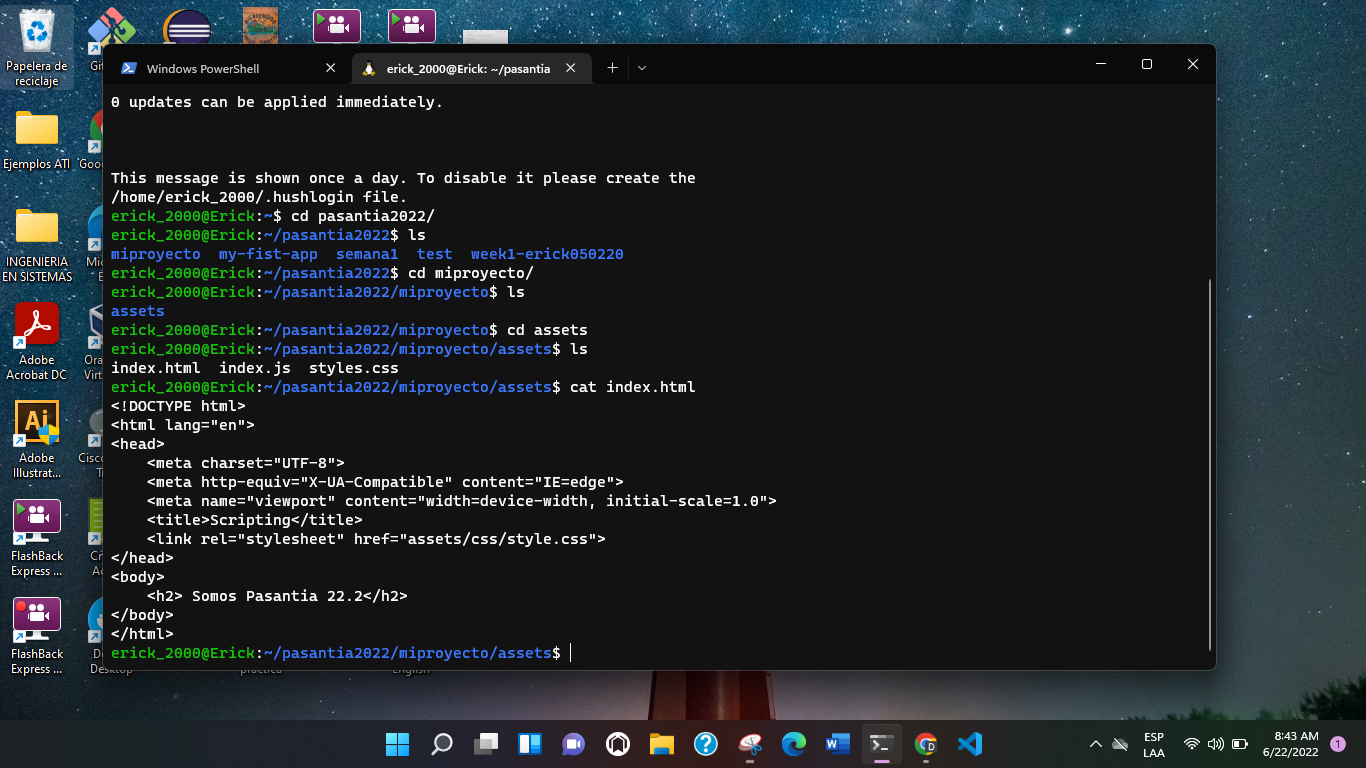 Papelera de
reciclaje
Git
Ejemplos ATI
Goo
INGENIERIA
EN SISTEMAS
Mic
E
Adobe
Acrobat DC
Ora
Virt
Adobe
Illustrat...
Cisco
Tr
FlashBack
Express ...
Cr
Ac
FlashBack
Express ...
De
Desktop
practica
English
Windows PowerShell
erick_2000@Erick: ~/pasantia
0 updates can be applied immediately.
This message is shown once a day. To disable it please create the
/home/erick_2000/.hushlogin file.
erick_2000@Erick:~$ cd pasantia2022/
erick_2000@Erick:~/pasantia2022$ ls
miproyecto  my-fist-app  semana1  test  week1-erick050220
erick_2000@Erick:~/pasantia2022$ cd miproyecto/
erick_2000@Erick:~/pasantia2022/miproyecto$ ls
assets
erick_2000@Erick:~/pasantia2022/miproyecto$ cd assets
erick_2000@Erick:~/pasantia2022/miproyecto/assets$ ls
index.html  index.js  styles.css
erick_2000@Erick:~/pasantia2022/miproyecto/assets$ cat index.html
<!DOCTYPE html>
<html lang="en">
<head>
    <meta charset="UTF-8">
    <meta http-equiv="X-UA-Compatible" content="IE=edge">
    <meta name="viewport" content="width=device-width, initial-scale=1.0">
    <title>Scripting</title>
    <link rel="stylesheet" href="assets/css/style.css">
</head>
<body>
    <h2> Somos Pasantia 22.2</h2>
</body>
</html>
erick_2000@Erick:~/pasantia2022/miproyecto/assets$
ESP
LAA
8:43 AM
6/22/2022
1